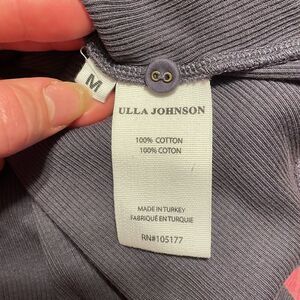 M
ULLA JOHNSON
100% COTTON
100% COTON
MADE IN TURKEY
FABRIQUÉ EN TURQUIE
RN#105177